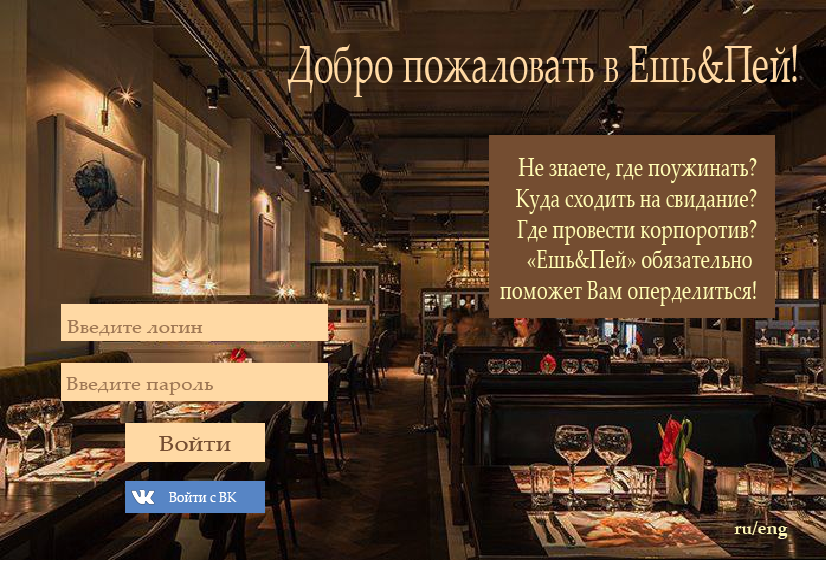 Добро пожаловать в Ешь&Пей!
Не знаете, где поужинать?
Куда сходить на свидание?
Где провести корпоротив?
«Ешь&Пей» обязательно
поможет Вам оперделиться!
Введите логин
Введите пароль
Войти
Войти с ВК
ru/eng